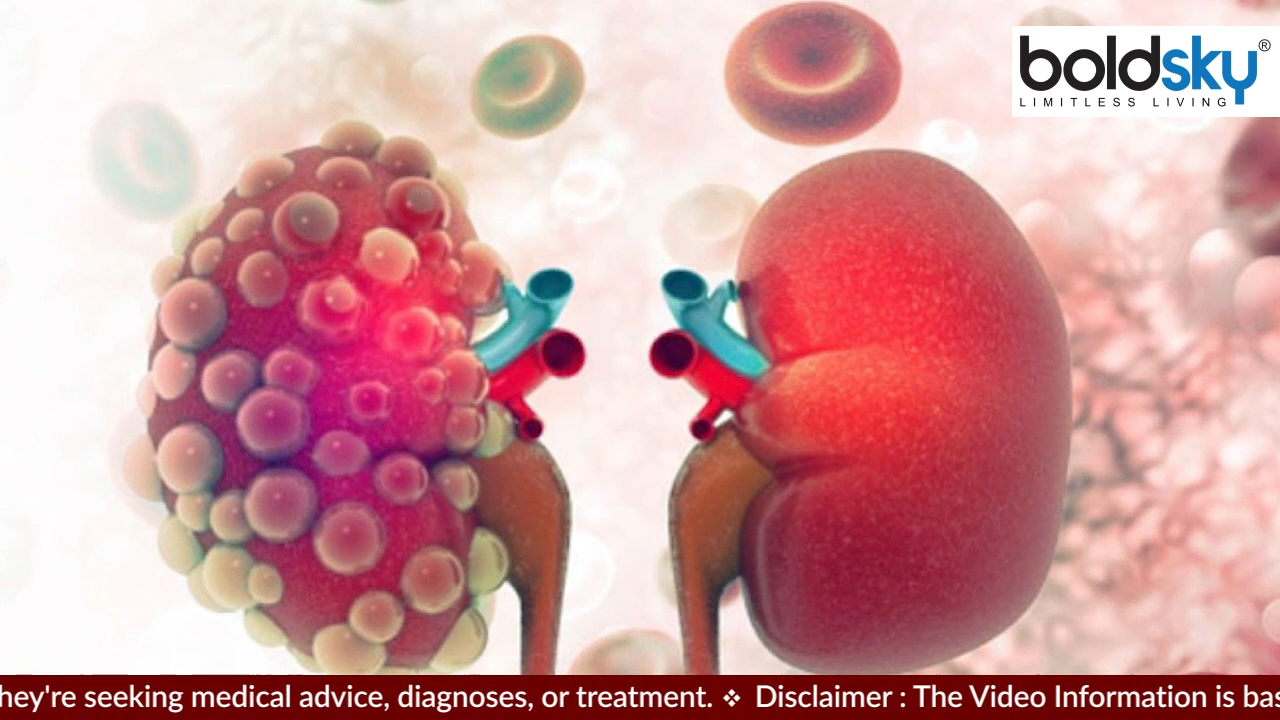 boldsky®
LIMITLESS LIVING
hey're seeking medical advice, diagnoses, or treatment. ❖ Disclaimer : The Video Information is bas